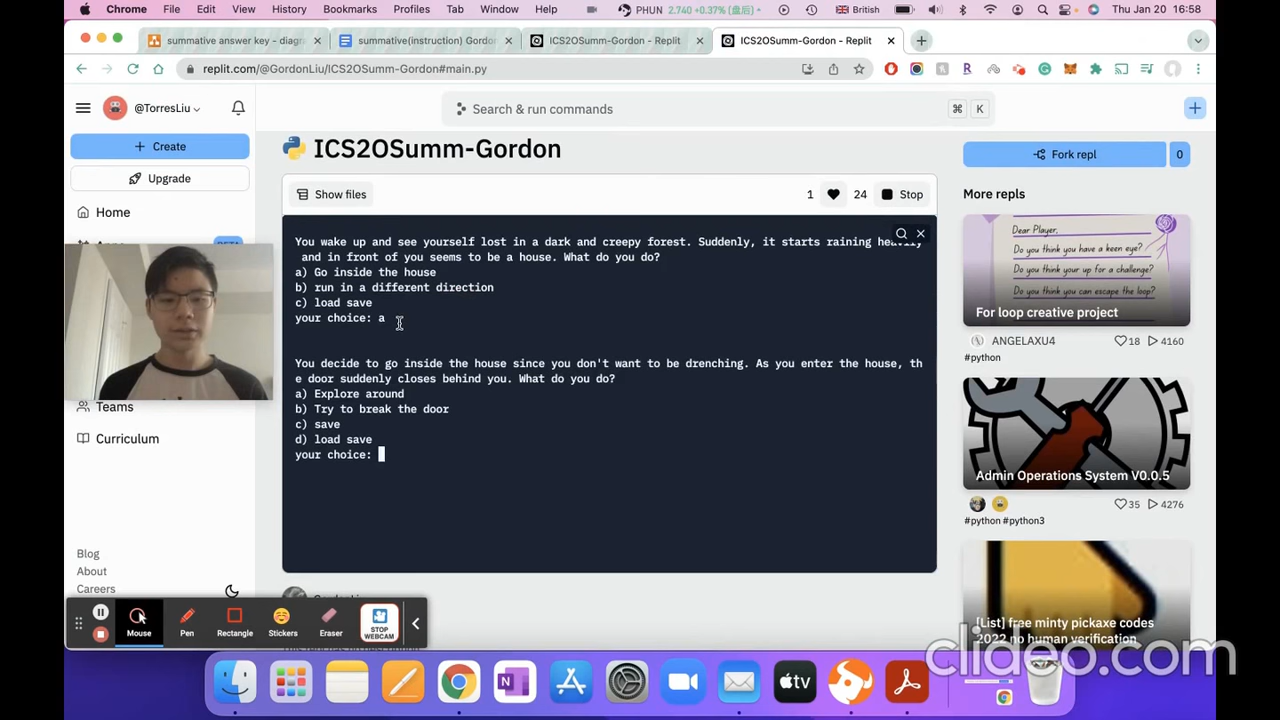 Chrome File Edit View History Bookmarks Profiles Tab Window Help PHUN 2.740 +0.37% (盘后) British Thu Jan 20 16:58
summative answer key - diag
summative(instruction) Gordo
ICS2OSumm-Gordon - Replit
ICS2OSumm-Gordon - Replit
replit.com/@GordonLiu/ICS2OSumm-Gordon#main.py
@TorresLiu
Search & run commands
K
Create
Upgrade
Home
BETA
Teams
Curriculum
Blog
About
Careers
ICS2OSumm-Gordon
Show files
1
24
Stop
You wake up and see yourself lost in a dark and creepy forest. Suddenly, it starts raining heavily
and in front of you seems to be a house. What do you do?
a) Go inside the house
b) run in a different direction
c) load save
your choice: a
You decide to go inside the house since you don't want to be drenching. As you enter the house, th
e door suddenly closes behind you. What do you do?
a) Explore around
b) Try to break the door
c) save
d) load save
your choice:
Fork repl
0
More repls
Dear Player,
Do you think you have a keen eye?
Do you think your up for a challenge?
Do you think you can escape the loop?
For loop creative project
ANGELAXU4
18
4160
#python
Admin Operations System V0.0.5
35
4276
#python #python3
[List] free minty pickaxe codes
2022 no human verification
Mouse
Pen
Rectangle
Stickers
Eraser
STOP
WEBCAM
tv
clideo.com